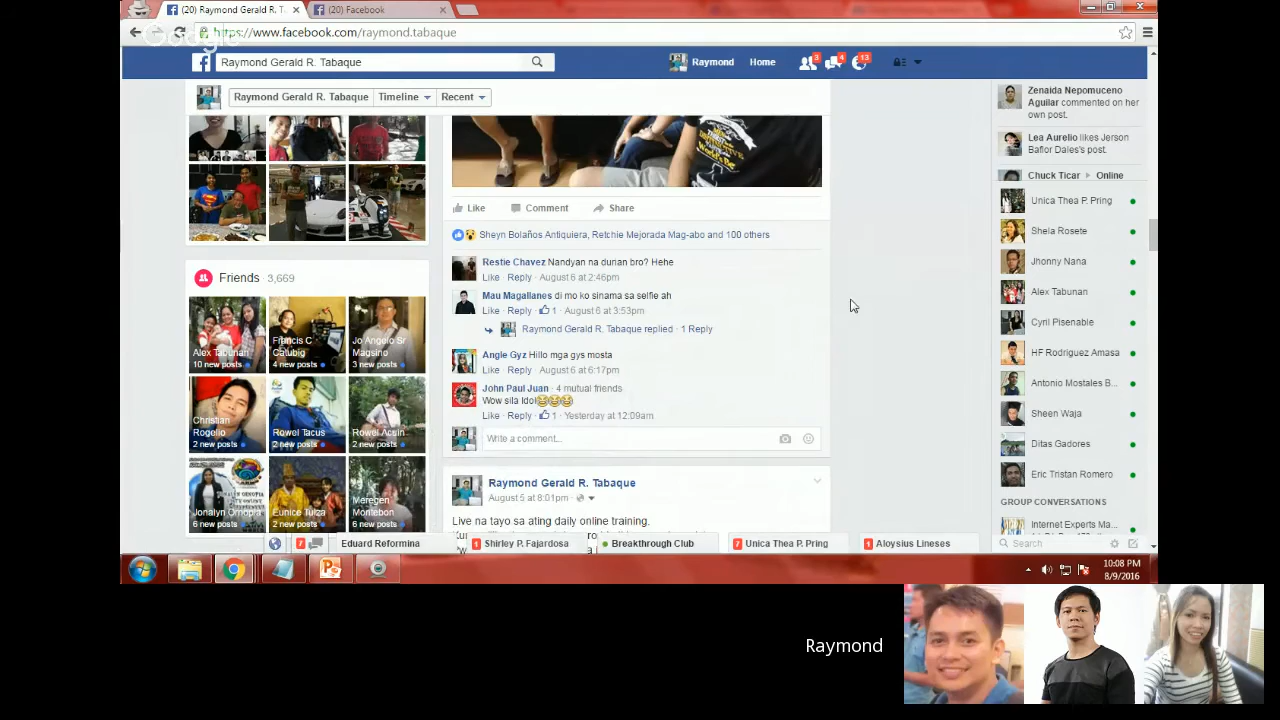 (20) Raymond Gerald R. T
(20) Facebook
Google
https://www.facebook.com/raymond.tabaque
Raymond Gerald R. Tabaque
Raymond
Home
3
4
13
Raymond Gerald R. Tabaque
Timeline
Recent
Like
Comment
Share
Sheyn Bolaños Antiquiera, Retchie Mejorada Mag-abo and 100 others
Restie Chavez Nandyan na durian bro? Hehe
Like · Reply · August 6 at 2:46pm
Mau Magallanes di mo ko sinama sa selfie ah
Like · Reply · 1 · August 6 at 3:53pm
Raymond Gerald R. Tabaque replied · 1 Reply
Angie Gyz Hillo mga gys mosta
Like · Reply · August 6 at 6:17pm
John Paul Juan · 4 mutual friends
Wow sila Idol😂😂😂
Like · Reply · 1 · Yesterday at 12:09am
Write a comment...
Raymond Gerald R. Tabaque
August 5 at 8:01pm ·
Live na tayo sa ating daily online training.
Friends 3,669
Alex Tabunan
10 new posts
Francis C Catubig
4 new posts
Jo Angelo Sr Magsino
3 new posts
Christian Rogelio
2 new posts
Rowel Tacus
2 new posts
Rowel Acsin
2 new posts
6 new posts
2 new posts
Meregen Montebon
6 new posts
Zenaida Nepomuceno
Aguilar commented on her
own post.
Lea Aurelio likes Jerson
Baflor Dales's post.
Chuck Ticar
Online
Unica Thea P. Pring
Shela Rosete
Jhonny Nana
Alex Tabunan
Cyril Pisenable
HF Rodriguez Amasa
Antonio Mostales B...
Sheen Waja
Ditas Gadores
Eric Tristan Romero
GROUP CONVERSATIONS
Internet Experts Ma...
Search
7
Eduard Reformina
1 Shirley P. Fajardosa
Breakthrough Club
7 Unica Thea P. Pring
1 Aloysius Lineses
10:08 PM
8/9/2016
Raymond